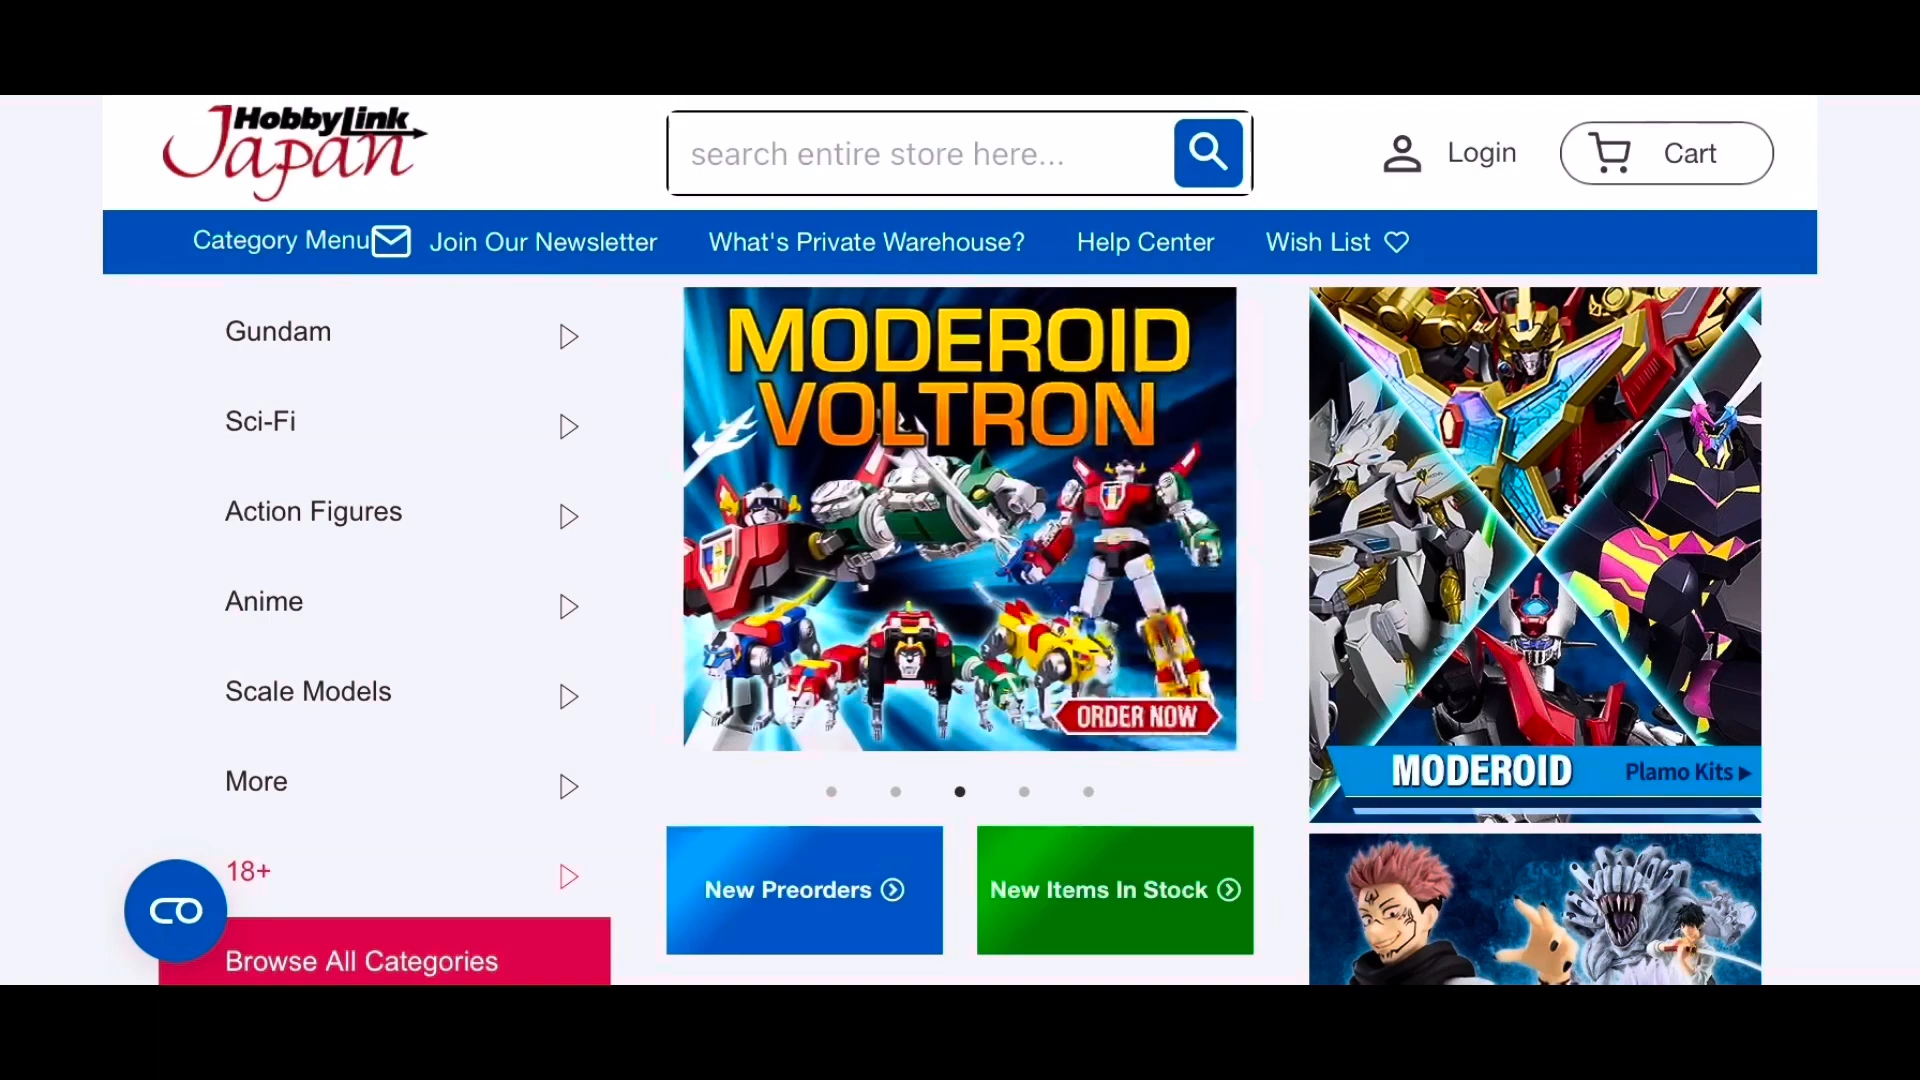 HobbyLink
Japan
search entire store here...
Login
Cart
Category Menu
Join Our Newsletter
What's Private Warehouse?
Help Center
Wish List
Gundam
Sci-Fi
Action Figures
Anime
Scale Models
More
18+
Browse All Categories
MODEROID
VOLTRON
ORDER NOW
New Preorders
New Items In Stock
MODEROID
Plamo Kits